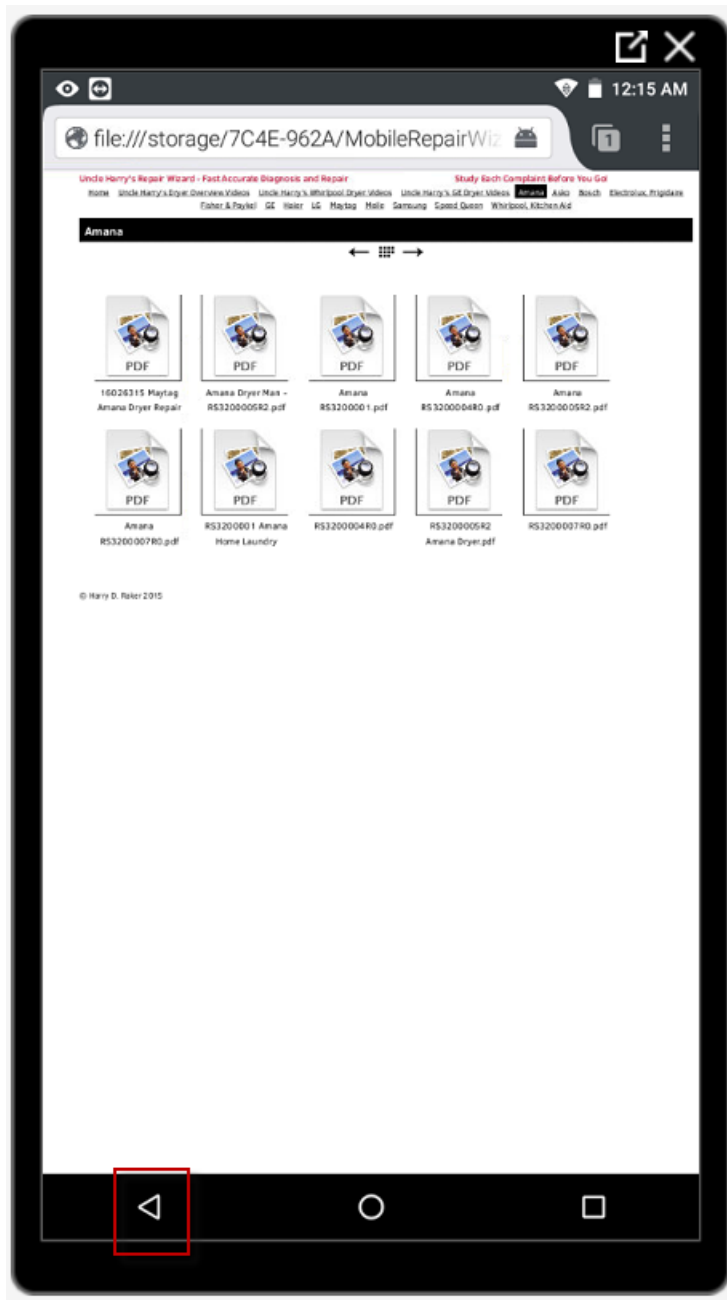 12:15 AM
file:///storage/7C4E-962A/MobileRepairWiz
1
Uncle Harry's Repair Wizard - Fast Accurate Diagnosis and Repair Study Each Complaint Before You Go!
Home Uncle Harry's Dryer Overview Videos Uncle Harry's Whirlpool Dryer Videos Uncle Harry's GE Dryer Videos Amana Asko Bosch Electrolux, Frigidaire
Fisher & Paykel GE Haier LG Maytag Miele Samsung Speed Queen Whirlpool, Kitchen Aid
Amana
PDF PDF PDF PDF PDF
16026315 Maytag Amana Dryer Man - Amana Amana Amana
Amana Dryer Repair RS3200005R2.pdf RS3200001.pdf RS3200004R0.pdf RS3200005R2.pdf
PDF PDF PDF PDF PDF
Amana RS3200001 Amana RS3200004R0.pdf RS3200005R2 RS3200007R0.pdf
RS3200007R0.pdf Home Laundry Amana Dryer.pdf
© Harry D. Raker 2015